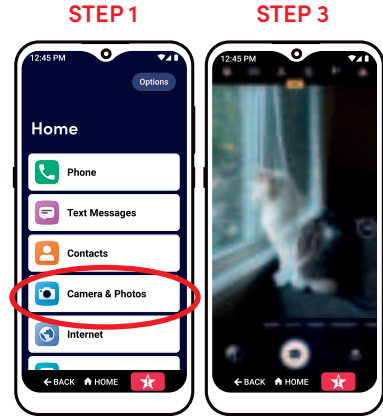 STEP 1
12:45 PM
Options
Home
Phone
Text Messages
Contacts
Camera & Photos
Internet
BACK HOME
STEP 3
12:45 PM
BACK HOME